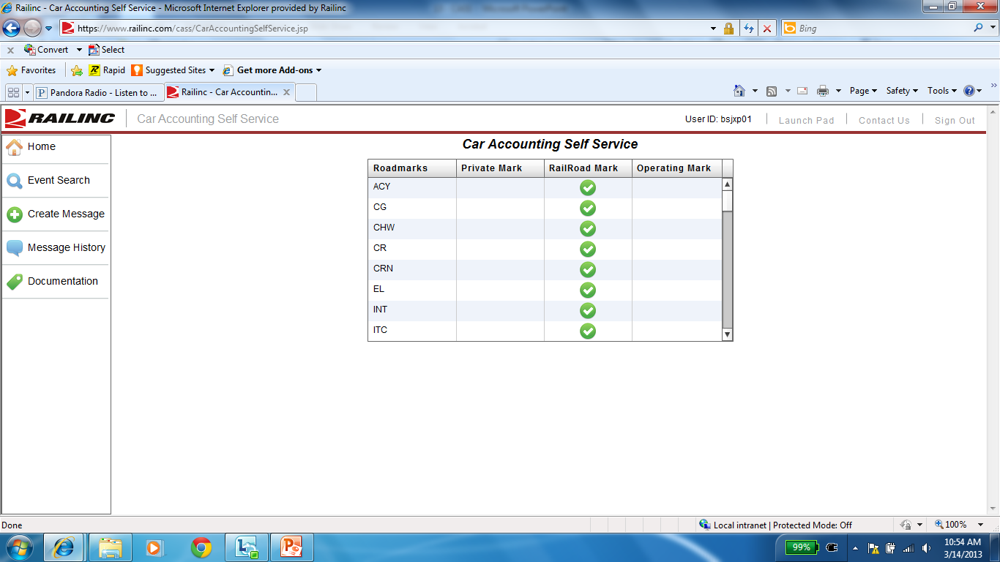 Railinc - Car Accounting Self Service - Microsoft Internet Explorer provided by Railinc
https://www.railinc.com/cass/CarAccountingSelfService.jsp
Bing
x Convert Select
Favorites Rapid Suggested Sites Get more Add-ons
Pandora Radio - Listen to ... Railinc - Car Accountin... x Page Safety Tools »
RAILINC Car Accounting Self Service User ID: bsjxp01 Launch Pad Contact Us Sign Out
Home
Event Search
Create Message
Message History
Documentation
Car Accounting Self Service
Roadmarks Private Mark RailRoad Mark Operating Mark
ACY
CG
CHW
CR
CRN
EL
INT
ITC
Done Local intranet | Protected Mode: Off 100%
99% 10:54 AM
3/14/2013